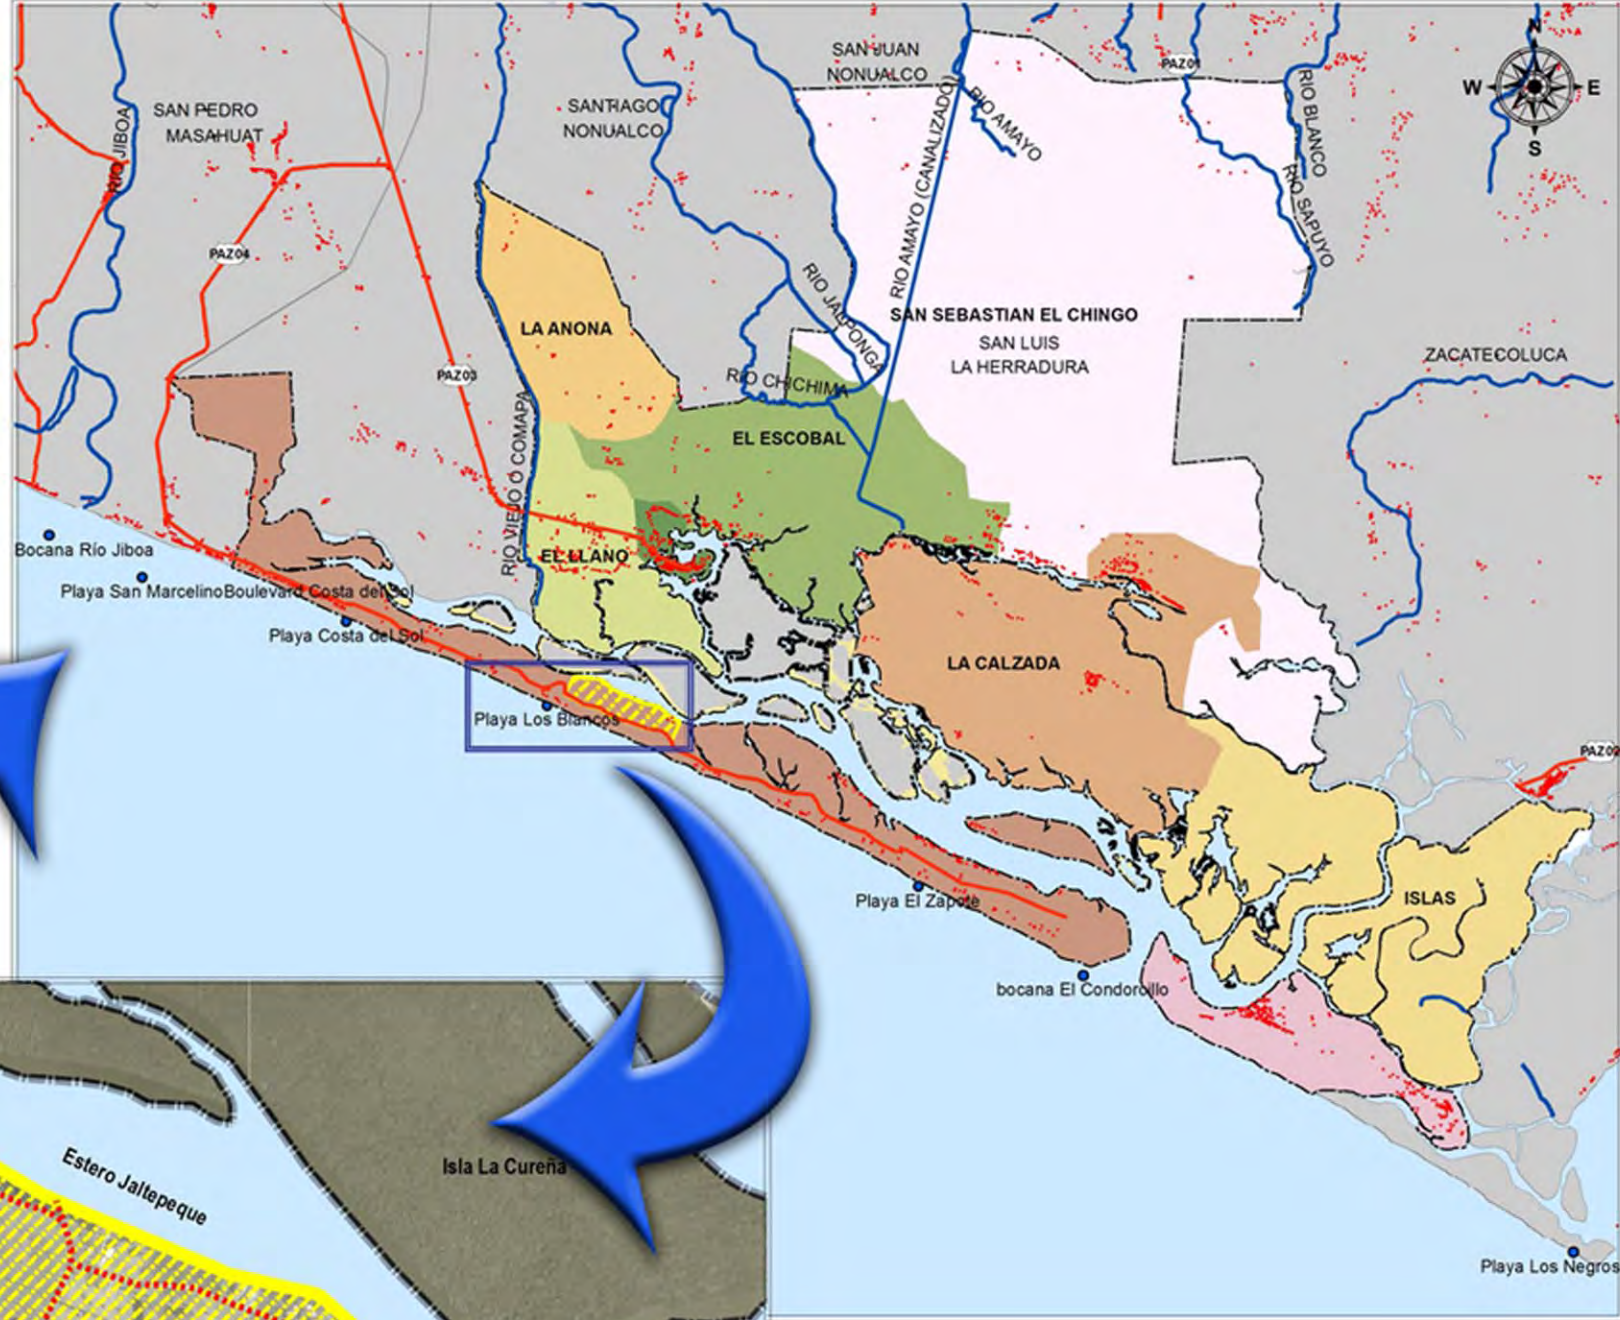 N
W
E
S
SAN JUAN
NONUALCO
PAZ01
SAN PEDRO
MASAHUAT
SANTIAGO
NONUALCO
RIO JIBOA
RIO AMAYO
RIO AMAYO (CANALIZADO)
RIO BLANCO
RIO SAPUYO
PAZ04
RIO JALPONGA
SAN SEBASTIAN EL CHINGO
SAN LUIS
LA HERRADURA
LA ANONA
ZACATECOLUCA
PAZ03
RIO CHICHIMA
EL ESCOBAL
RIO VIEJO O COMAPA
EL LLANO
Bocana Río Jiboa
Playa San Marcelino
Boulevard Costa del Sol
Playa Costa del Sol
LA CALZADA
Playa Los Blancos
ISLAS
Playa El Zapote
bocana El Condorcillo
Isla La Cureña
Estero Jaltepeque
Playa Los Negros